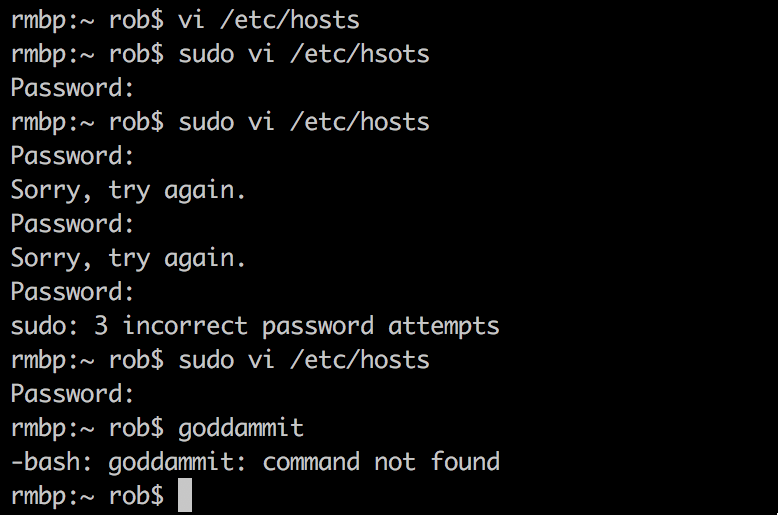 rmbp:~ rob$ vi /etc/hosts
rmbp:~ rob$ sudo vi /etc/hsots
Password:
rmbp:~ rob$ sudo vi /etc/hosts
Password:
Sorry, try again.
Password:
Sorry, try again.
Password:
sudo: 3 incorrect password attempts
rmbp:~ rob$ sudo vi /etc/hosts
Password:
rmbp:~ rob$ goddammit
-bash: goddammit: command not found
rmbp:~ rob$